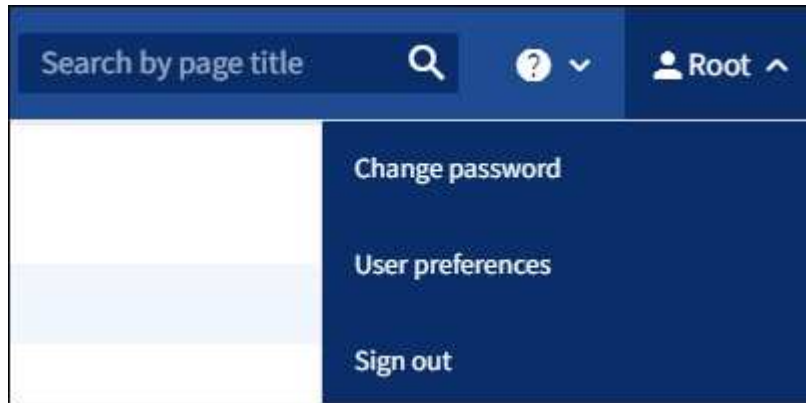 Search by page title
? Root
Change password
User preferences
Sign out